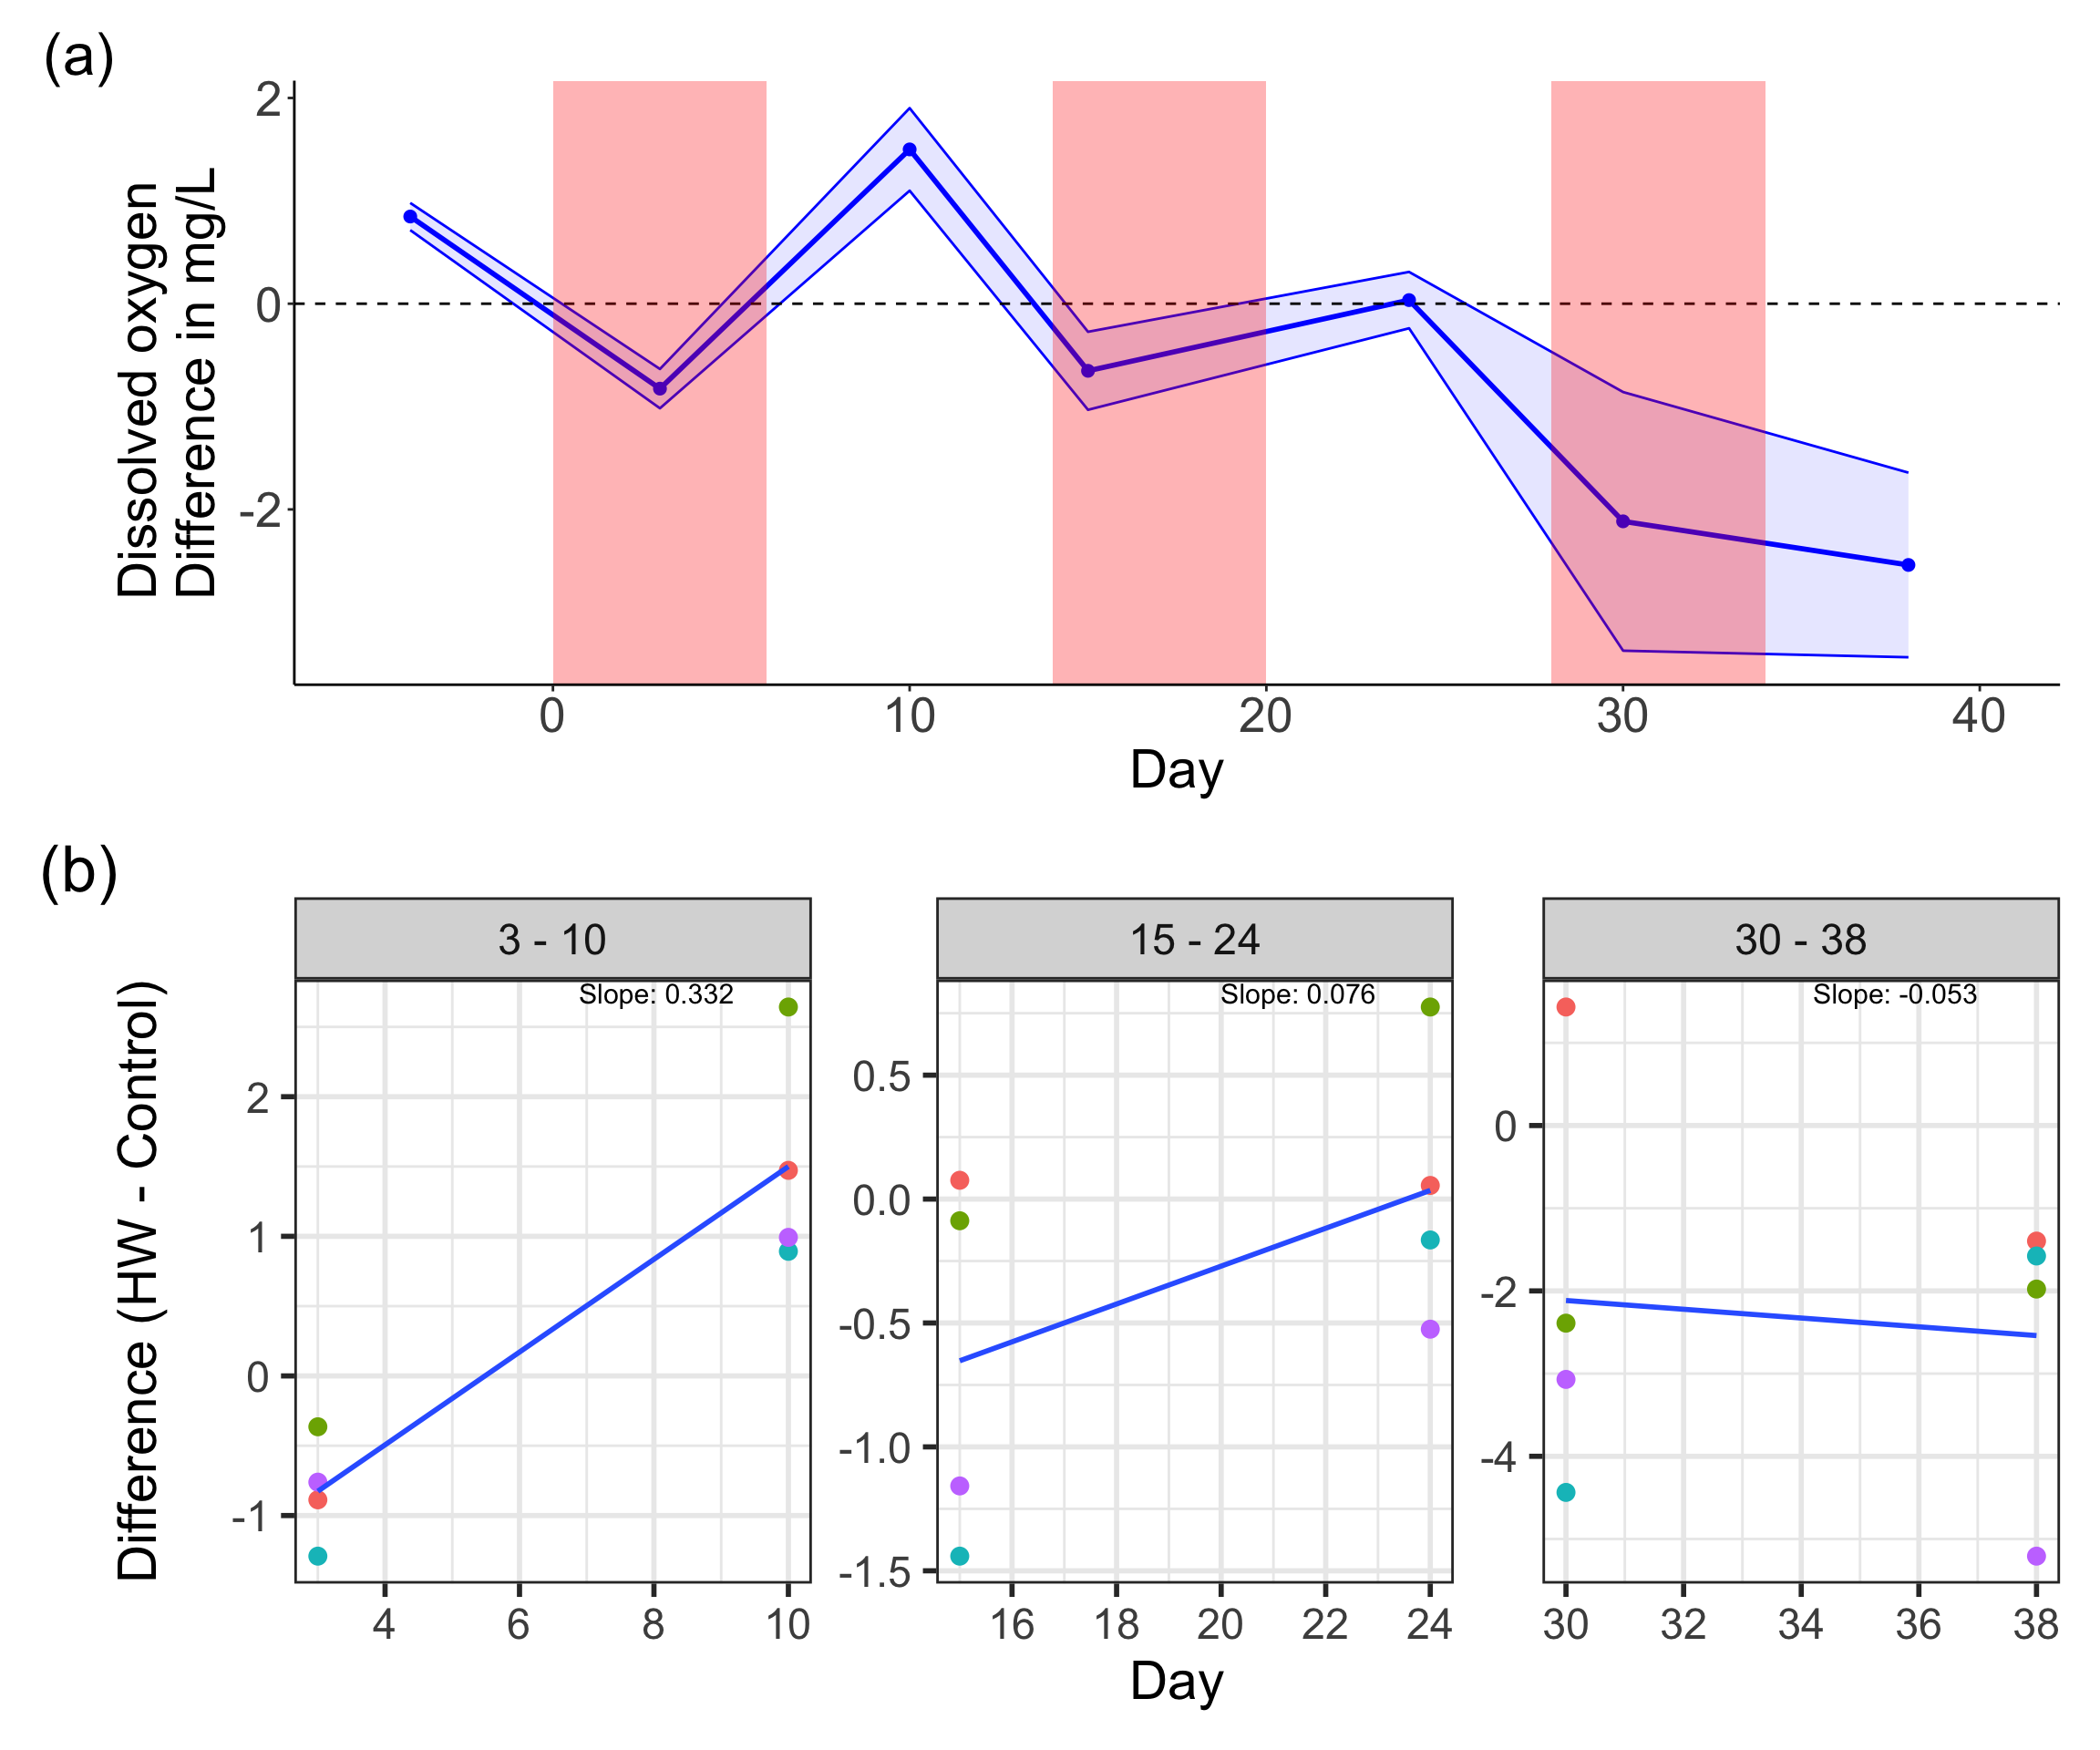 (a)
Dissolved oxygen
Difference in mg/L
2
0
-2
0 10 20 30 40
Day
(b)
3 - 10 15 - 24 30 - 38
Difference (HW - Control)
Slope: 0.332 Slope: 0.076 Slope: -0.053
2
1
0
-1
0.5
0.0
-0.5
-1.0
-1.5
0
-2
-4
4 6 8 10 16 18 20 22 24 30 32 34 36 38
Day